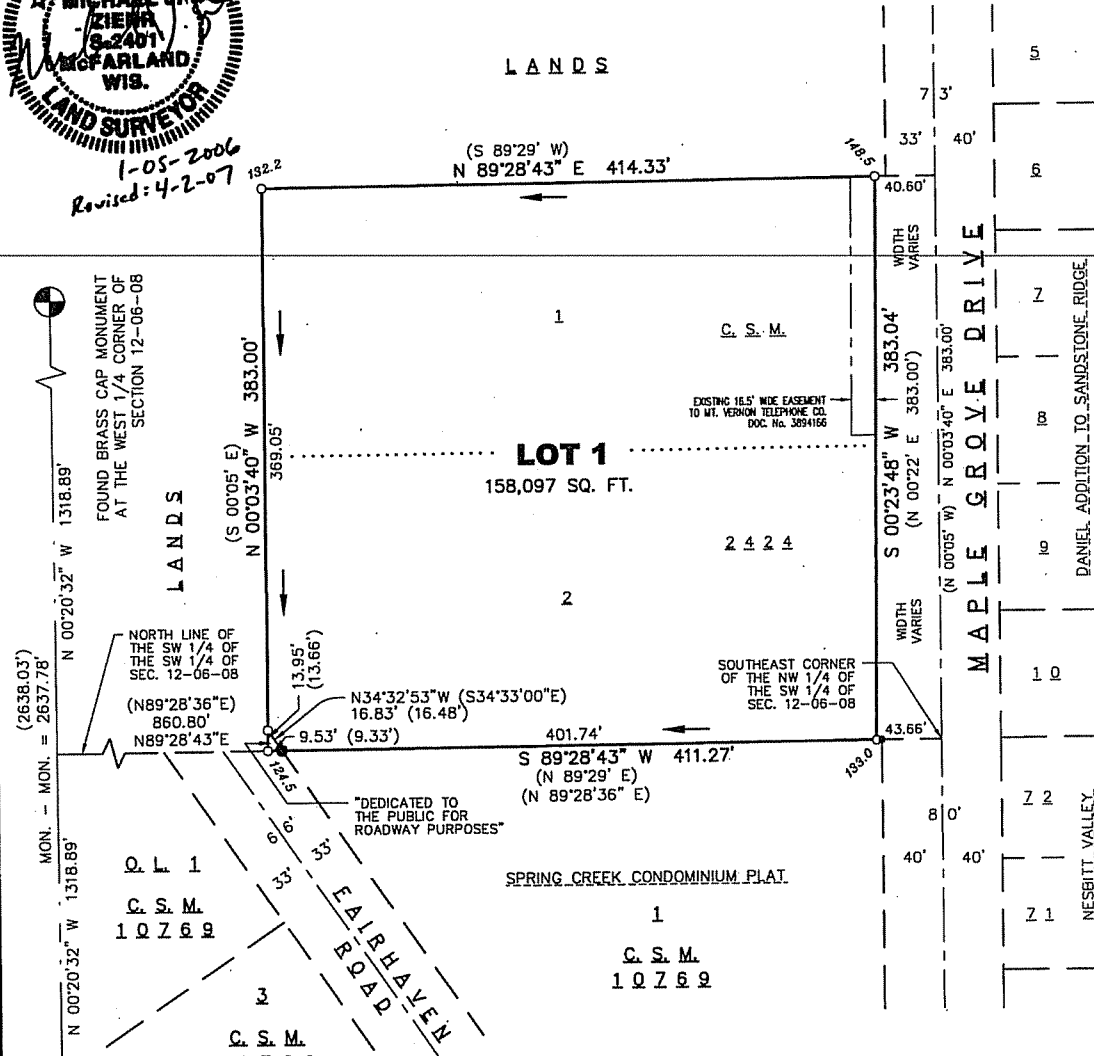 MICHAEL
ZIEHR
S-2401
McFARLAND
WIS.
LAND SURVEYOR
1-05-2006
Revised: 4-2-07
LANDS
(S 89°29' W)
N 89°28'43" E 414.33'
132.2
148.5
7 3'
33' 40'
40.60'
WIDTH
VARIES
5
6
7
8
9
1 0
7 2
7 1
FOUND BRASS CAP MONUMENT
AT THE WEST 1/4 CORNER OF
SECTION 12-06-08
1
C. S. M.
EXISTING 16.5' WIDE EASEMENT
TO MT. VERNON TELEPHONE CO.
DOC. No. 3894166
LOT 1
158,097 SQ. FT.
2 4 2 4
2
(S 00°05' E)
N 00°03'40" W 383.00'
369.05'
S 00°23'48" W 383.04'
(N 00°22' E 383.00')
(N 00°05' W) N 00°03'40" E 383.00'
MAPLE GROVE DRIVE
DANIEL ADDITION TO SANDSTONE RIDGE
LANDS
N 00°20'32" W 1318.89'
(2638.03')
MON. - MON. = 2637.78'
N 00°20'32" W 1318.89'
NORTH LINE OF
THE SW 1/4 OF
THE SW 1/4 OF
SEC. 12-06-08
(N89°28'36"E)
860.80'
N89°28'43"E
13.95'
(13.66')
N34°32'53"W (S34°33'00"E)
16.83' (16.48')
9.53' (9.33')
401.74'
S 89°28'43" W 411.27'
(N 89°29' E)
(N 89°28'36" E)
124.5
133.0
WIDTH
VARIES
SOUTHEAST CORNER
OF THE NW 1/4 OF
THE SW 1/4 OF
SEC. 12-06-08
43.66'
"DEDICATED TO
THE PUBLIC FOR
ROADWAY PURPOSES"
8 0'
40' 40'
NESBITT VALLEY
O. L. 1
C. S. M.
1 0 7 6 9
6 6'
33' 33'
FAIRHAVEN
ROAD
SPRING CREEK CONDOMINIUM PLAT
1
C. S. M.
1 0 7 6 9
3
C. S. M.